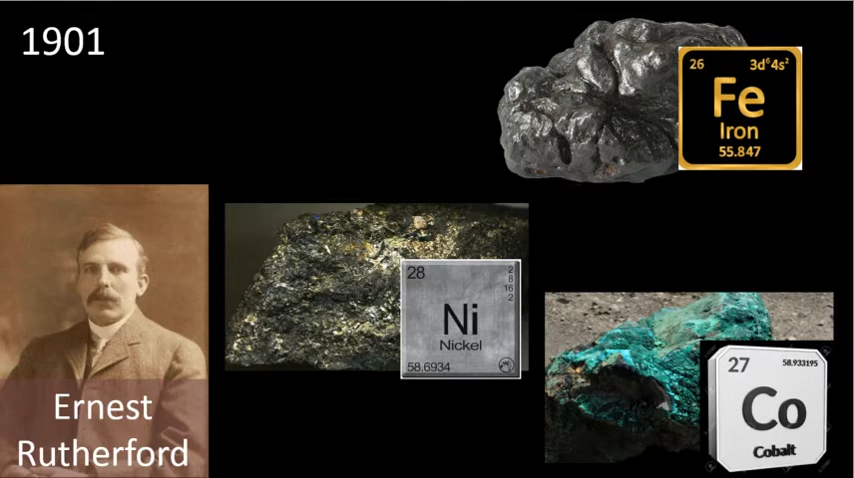 1901
26 3d⁶4s²
Fe
Iron
55.847
28
2
8
16
2
Ni
Nickel
58.6934
27 58.933195
Co
Cobalt
Ernest
Rutherford